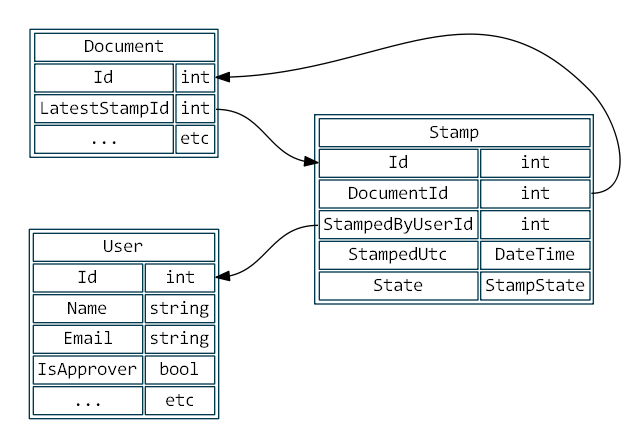 Document
Id int
LatestStampId int
... etc
Stamp
Id int
DocumentId int
StampedByUserId int
StampedUtc DateTime
State StampState
User
Id int
Name string
Email string
IsApprover bool
... etc